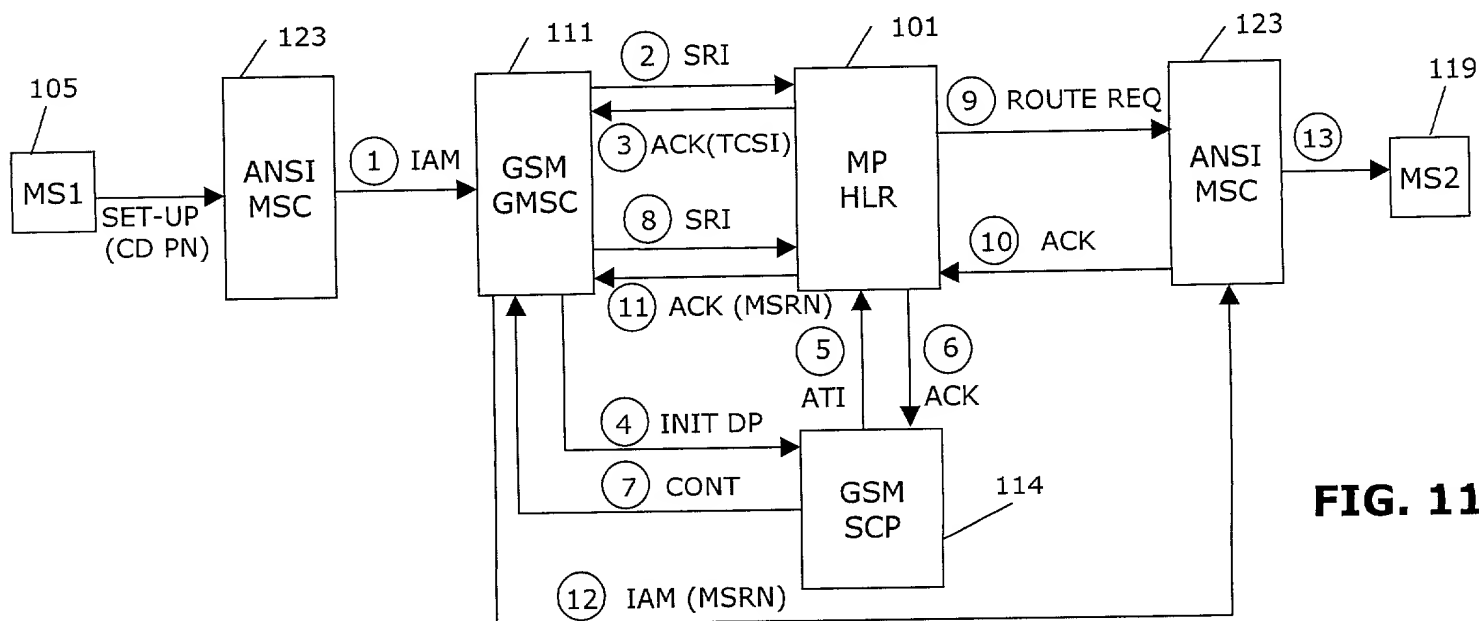 123
111
101
123
105
119
2 SRI
9 ROUTE REQ
3 ACK(TCSI)
13
1 IAM
MS1
ANSI
MSC
GSM
GMSC
MP
HLR
ANSI
MSC
MS2
SET-UP
(CD PN)
8 SRI
10 ACK
11 ACK (MSRN)
5
ATI
6
ACK
4 INIT DP
7 CONT
GSM
SCP
114
FIG. 11
12 IAM (MSRN)